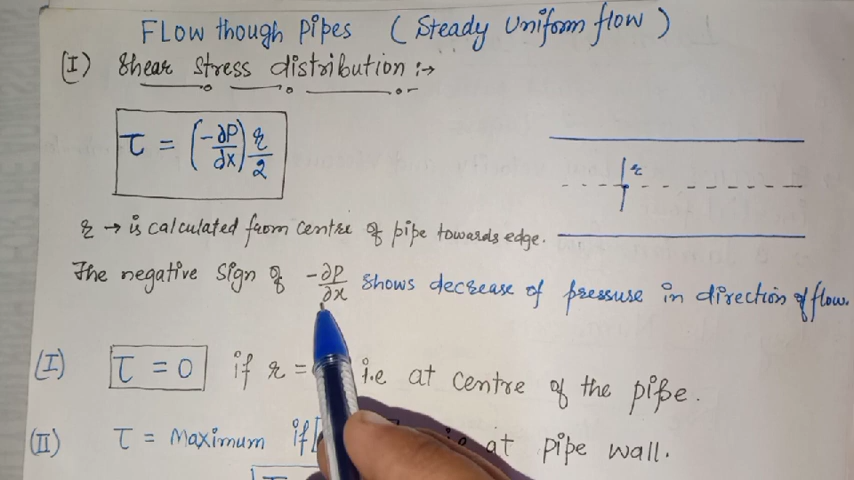 Flow though Pipes (Steady Uniform flow)
(I) Shear stress distribution :→
τ = (-∂P/∂x) r/2
r
r → is calculated from centre of pipe towards edge.
The negative Sign of -∂P/∂x shows decrease of pressure in direction of flow.
(I) τ = 0 if r = i.e at centre of the pipe.
(II) τ = Maximum if at pipe wall.